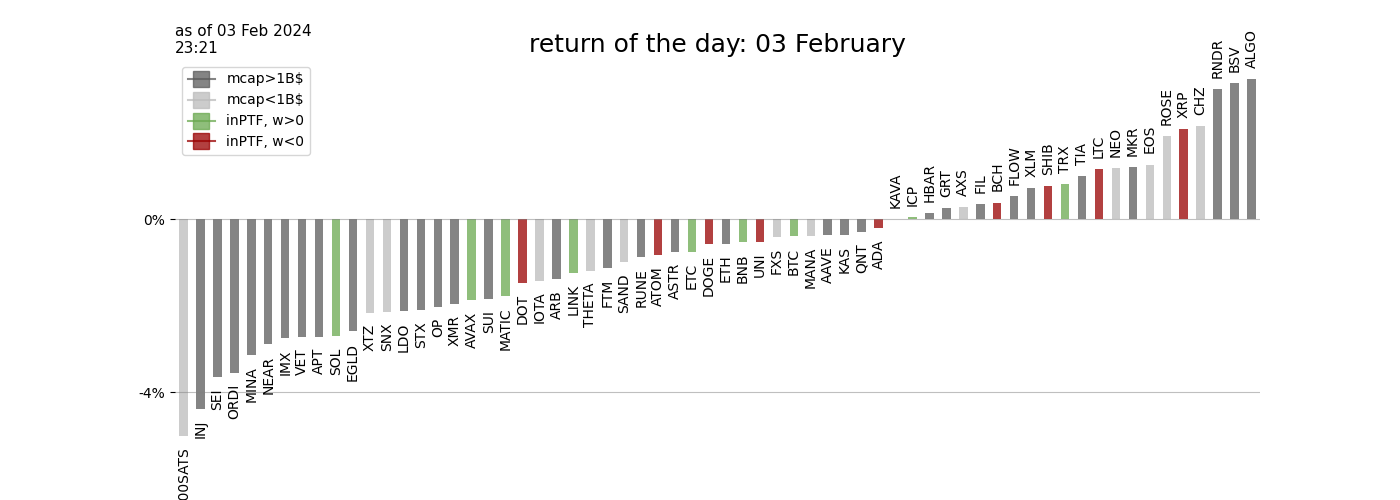 as of 03 Feb 2024
23:21
return of the day: 03 February
mcap>1B$
mcap<1B$
inPTF, w>0
inPTF, w<0
0%
-4%
00SATS
INJ
SEI
ORDI
MINA
NEAR
IMX
VET
APT
SOL
EGLD
XTZ
SNX
LDO
STX
OP
XMR
AVAX
SUI
MATIC
DOT
IOTA
ARB
LINK
THETA
FTM
SAND
RUNE
ATOM
ASTR
ETC
DOGE
ETH
BNB
UNI
FXS
BTC
MANA
AAVE
KAS
QNT
ADA
KAVA
ICP
HBAR
GRT
AXS
FIL
BCH
FLOW
XLM
SHIB
TRX
TIA
LTC
NEO
MKR
EOS
ROSE
XRP
CHZ
RNDR
BSV
ALGO